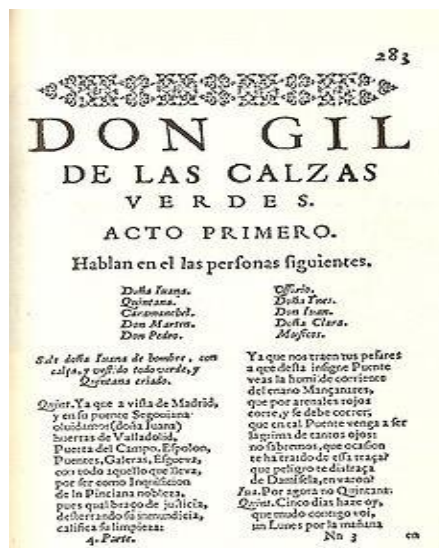 283
DON GIL
DE LAS CALZAS
VERDES.
ACTO PRIMERO.
Hablan en el las personas siguientes.
Doña Iuana.
Quintana.
Caramanchel.
Don Martin.
Don Pedro.
Osorio.
Doña Ynes.
Don Iuan.
Doña Clara.
Musicos.
Sale doña Iuana de hombre, con
calças, y vestido todo verde, y
Quintana criado.
Quint. Ya que a vista de Madrid,
y en su puente Segouiana
oluidamos (doña Iuana)
huertas de Valladolid,
Puerta del Campo, Espolon,
Puentes, Galeras, Esgueua,
con todo aquello que lleua,
por ser como Inquisicion
de la Pinciana nobleza,
pues qual braço de justicia,
desterrando su inmundicia,
califica su limpieza:
4. Parte.
Ya que nos traen tus pesares
a que desta insigne Puente
veas la humilde corriente
del enano Mançanares,
que por arenales rojos
corre, y se debe correr,
que en tal Puente venga a ser
lagrima de tantos ojos:
no sabremos, que ocasion
te ha traido de essa traça?
que peligro te disfraça
de Damisela, en varon?
Iua. Por agora no Quintana.
Quint. Cinco dias haze oy,
que mudo contigo voi,
un Lunes por la mañana
Nn 3
en